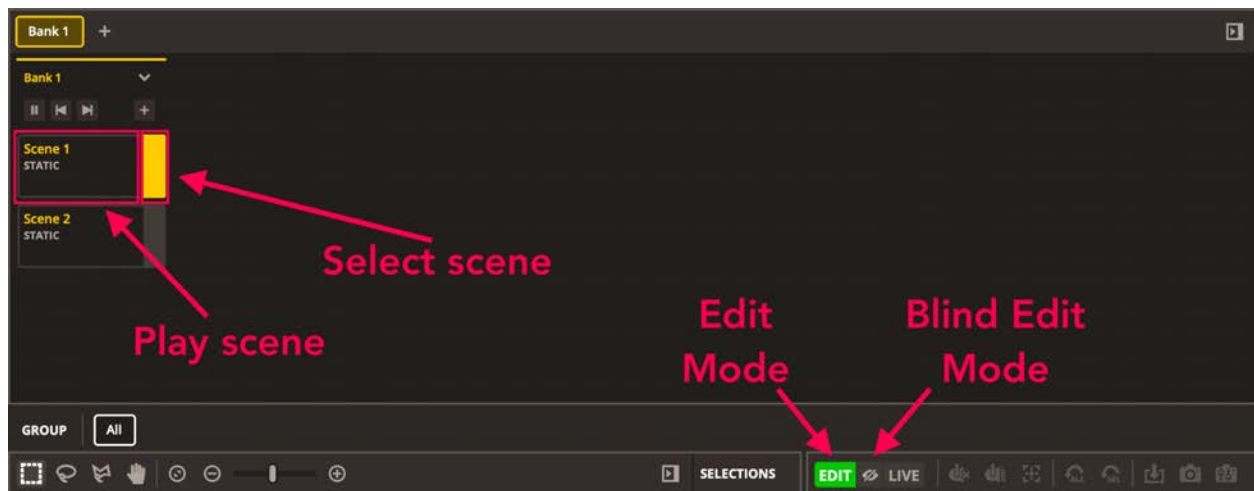 Bank 1 +
Bank 1
Scene 1
STATIC
Scene 2
STATIC
Select scene
Play scene
Edit
Mode
Blind Edit
Mode
GROUP All
SELECTIONS EDIT LIVE